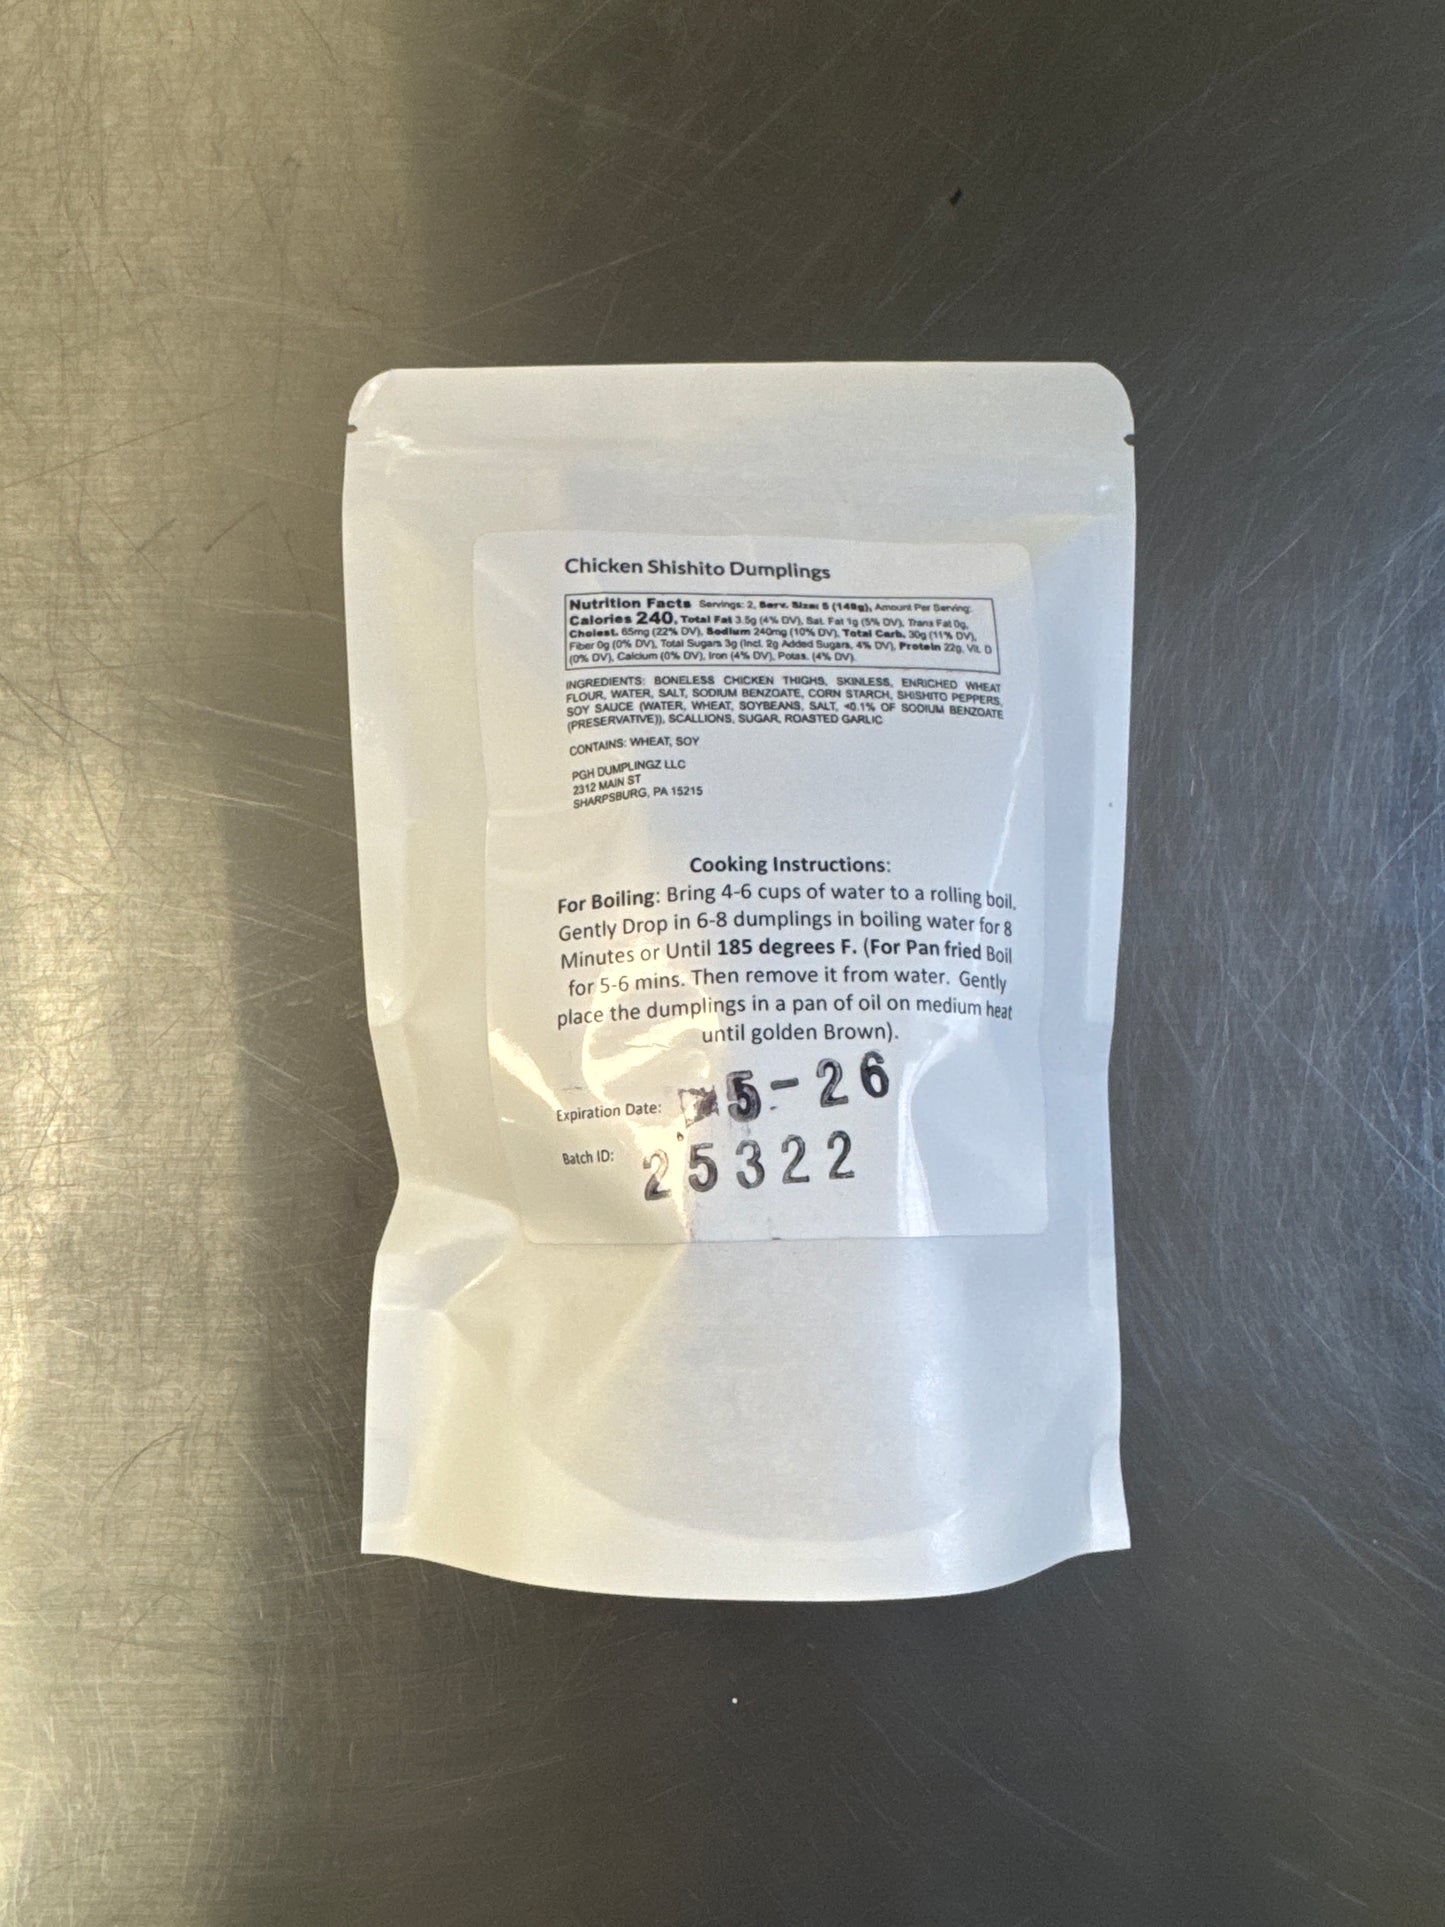 Chicken Shishito Dumplings
Nutrition Facts Servings: 2, Serv. Size: 5 (149g), Amount Per Serving:
Calories 240, Total Fat 3.5g (4% DV), Sat. Fat 1g (5% DV), Trans Fat 0g,
Cholest. 65mg (22% DV), Sodium 240mg (10% DV), Total Carb. 30g (11% DV),
Fiber 0g (0% DV), Total Sugars 3g (Incl. 2g Added Sugars, 4% DV), Protein 22g, Vit. D
(0% DV), Calcium (0% DV), Iron (4% DV), Potas. (4% DV).
INGREDIENTS: BONELESS CHICKEN THIGHS, SKINLESS, ENRICHED WHEAT
FLOUR, WATER, SALT, SODIUM BENZOATE, CORN STARCH, SHISHITO PEPPERS,
SOY SAUCE (WATER, WHEAT, SOYBEANS, SALT, <0.1% OF SODIUM BENZOATE
(PRESERVATIVE)), SCALLIONS, SUGAR, ROASTED GARLIC
CONTAINS: WHEAT, SOY
PGH DUMPLINGZ LLC
2312 MAIN ST
SHARPSBURG, PA 15215
Cooking Instructions:
For Boiling: Bring 4-6 cups of water to a rolling boil.
Gently Drop in 6-8 dumplings in boiling water for 8
Minutes or Until 185 degrees F. (For Pan fried Boil
for 5-6 mins. Then remove it from water. Gently
place the dumplings in a pan of oil on medium heat
until golden Brown).
Expiration Date: 5-26
Batch ID: 25322